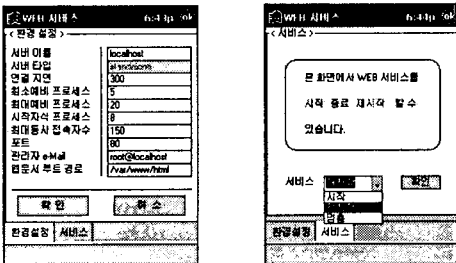 WEB 서비스 6:43p ok
<환경 설정>
서버 이름 localhost
서버 타입 standalone
연결 지연 300
최소예비 프로세스 5
최대예비 프로세스 20
시작자식 프로세스 8
최대동시 접속자수 150
포트 80
관리자 e-Mail root@localhost
웹문서 루트 경로 /var/www/html
확 인 취 소
환경설정 서비스
WEB 서비스 6:44p ok
<서비스>
본 화면에서 WEB 서비스를
시작 종료 재시작 할 수
있습니다.
서비스 확인
시작
멈춤
환경설정 서비스